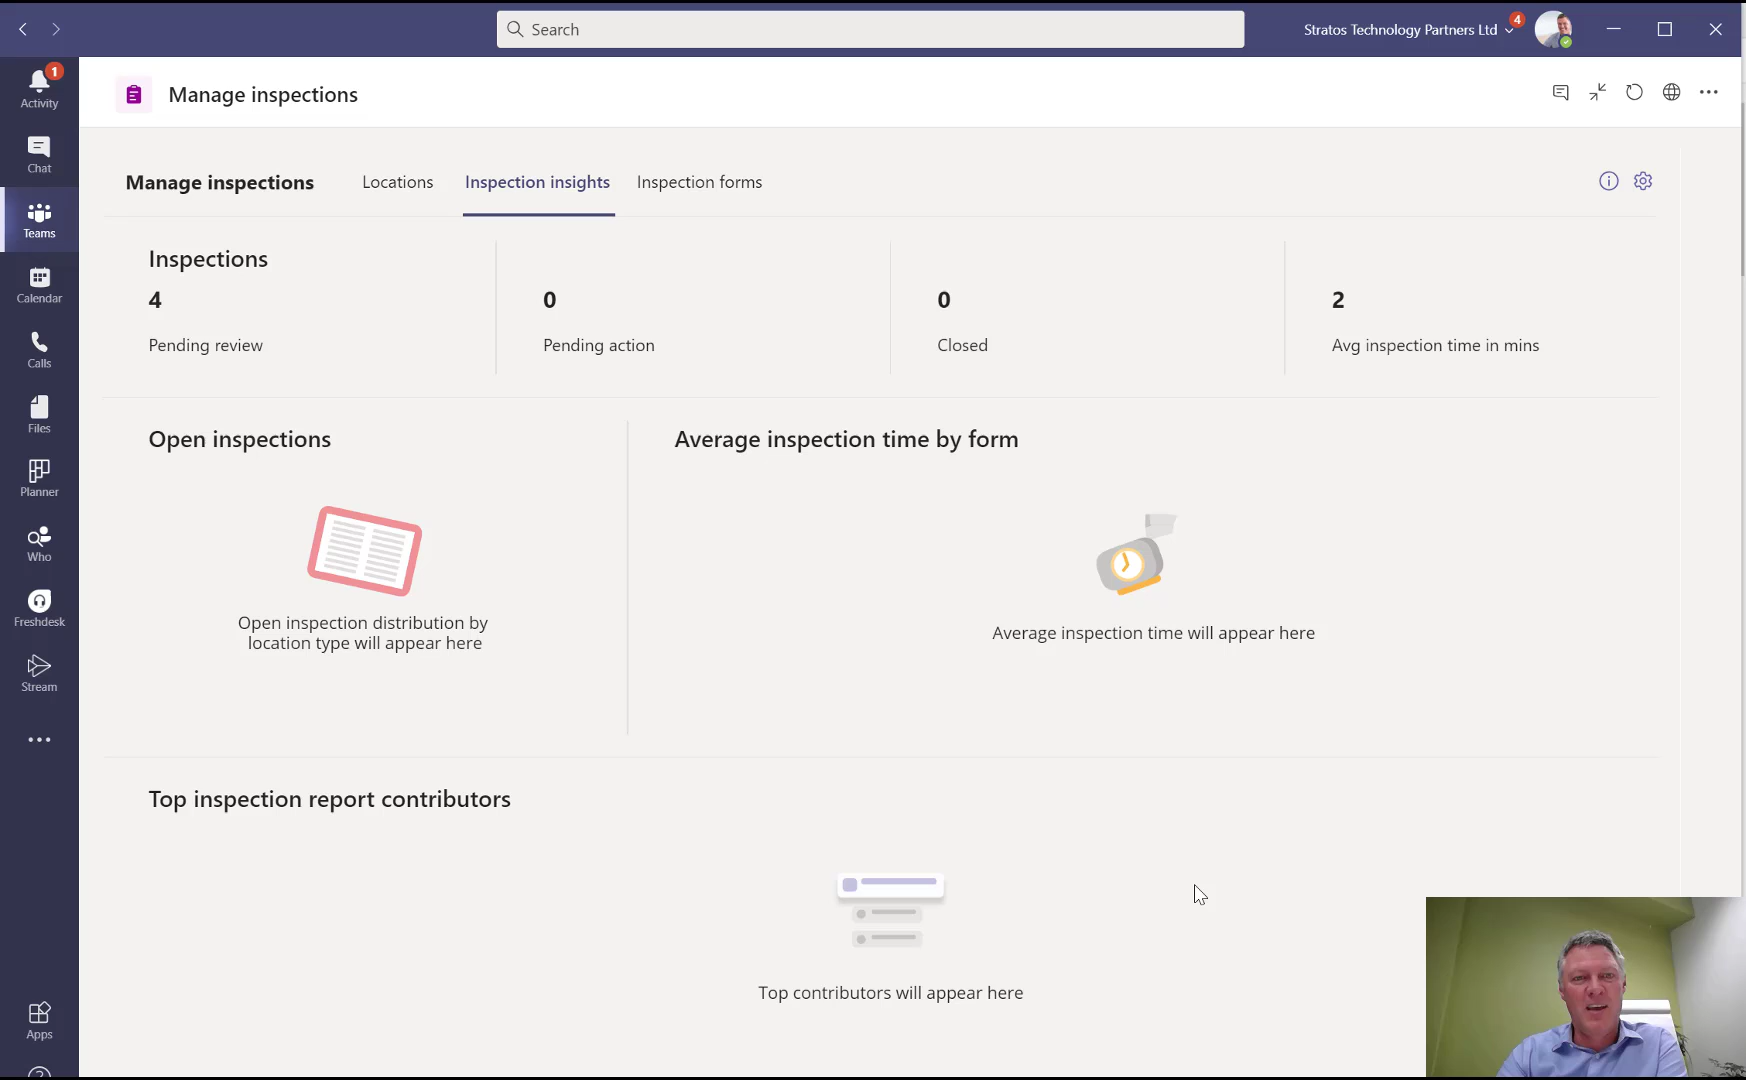 Search
Stratos Technology Partners Ltd
4
1
Activity
Chat
Teams
Calendar
Calls
Files
Planner
Who
Freshdesk
Stream
Apps
Manage inspections
Manage inspections
Locations
Inspection insights
Inspection forms
Inspections
4
Pending review
0
Pending action
0
Closed
2
Avg inspection time in mins
Open inspections
Open inspection distribution by
location type will appear here
Average inspection time by form
Average inspection time will appear here
Top inspection report contributors
Top contributors will appear here